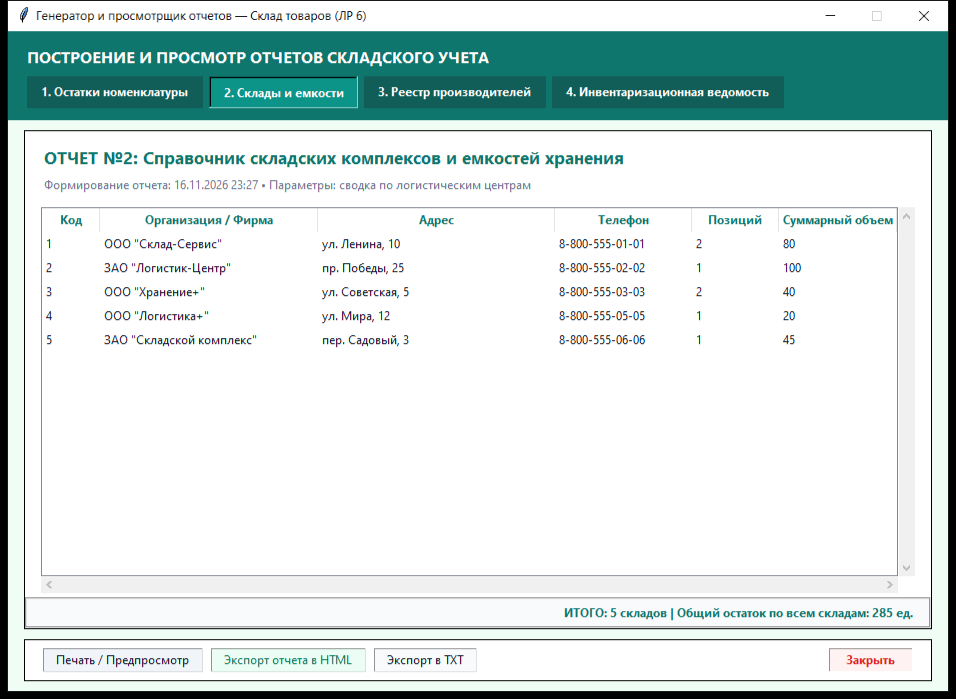 Генератор и просмотрщик отчетов — Склад товаров (ЛР 6)
ПОСТРОЕНИЕ И ПРОСМОТР ОТЧЕТОВ СКЛАДСКОГО УЧЕТА
1. Остатки номенклатуры 2. Склады и емкости 3. Реестр производителей 4. Инвентаризационная ведомость
ОТЧЕТ №2: Справочник складских комплексов и емкостей хранения
Формирование отчета: 16.11.2026 23:27 • Параметры: сводка по логистическим центрам
Код Организация / Фирма Адрес Телефон Позиций Суммарный объем
1 ООО "Склад-Сервис" ул. Ленина, 10 8-800-555-01-01 2 80
2 ЗАО "Логистик-Центр" пр. Победы, 25 8-800-555-02-02 1 100
3 ООО "Хранение+" ул. Советская, 5 8-800-555-03-03 2 40
4 ООО "Логистика+" ул. Мира, 12 8-800-555-05-05 1 20
5 ЗАО "Складской комплекс" пер. Садовый, 3 8-800-555-06-06 1 45
ИТОГО: 5 складов | Общий остаток по всем складам: 285 ед.
Печать / Предпросмотр Экспорт отчета в HTML Экспорт в TXT Закрыть